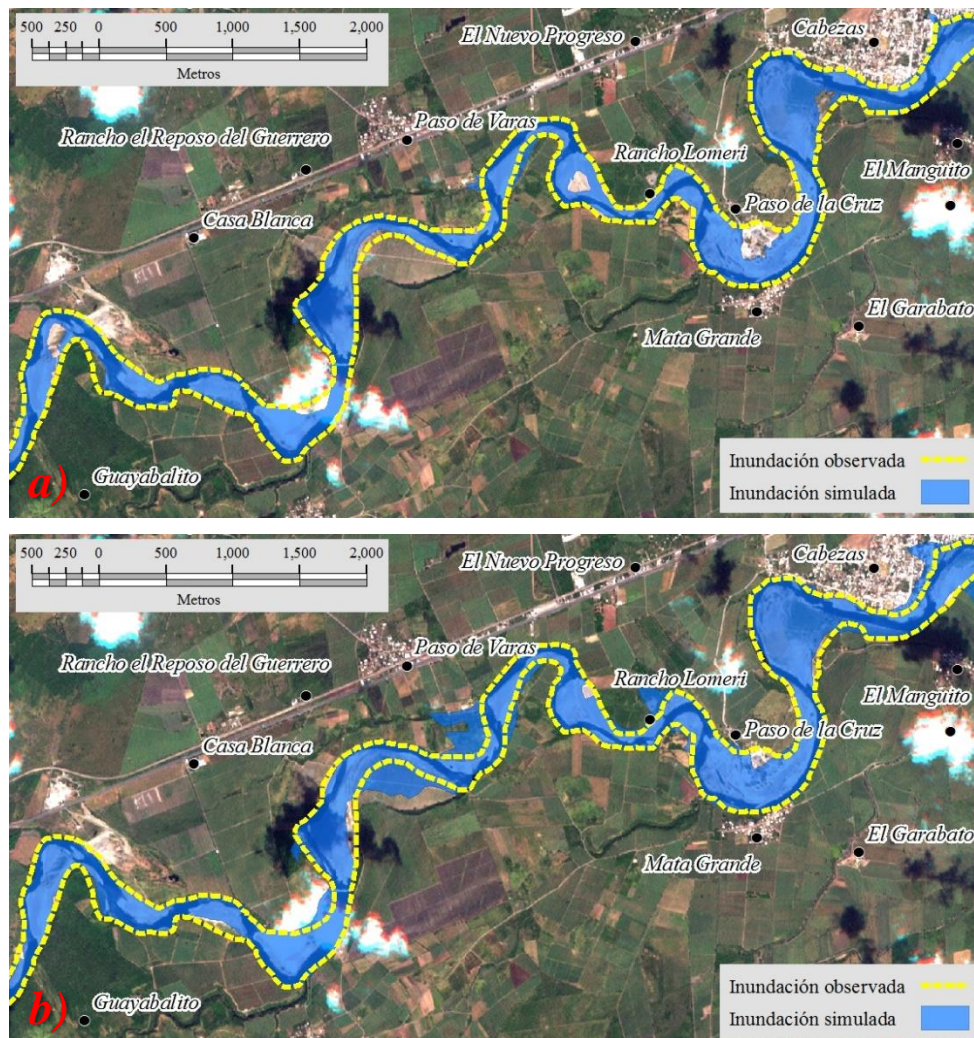 500 250 0 500 1,000 1,500 2,000
Metros
El Nuevo Progreso
Cabezas
Rancho el Reposo del Guerrero
Paso de Varas
Rancho Lomeri
El Manguito
Casa Blanca
Paso de la Cruz
Mata Grande
El Garabato
Guayabalito
a)
Inundación observada
Inundación simulada
500 250 0 500 1,000 1,500 2,000
Metros
El Nuevo Progreso
Cabezas
Rancho el Reposo del Guerrero
Paso de Varas
Rancho Lomeri
El Manguito
Casa Blanca
Paso de la Cruz
Mata Grande
El Garabato
Guayabalito
b)
Inundación observada
Inundación simulada